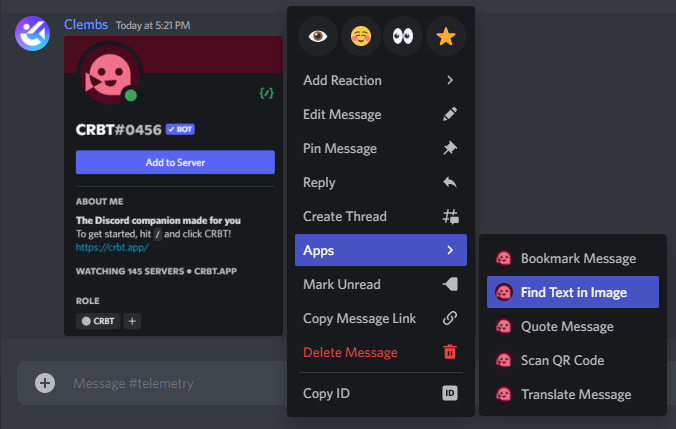 Clembs Today at 5:21 PM
{/}
CRBT#0456 ✓ BOT
Add to Server
ABOUT ME
The Discord companion made for you
To get started, hit / and click CRBT!
https://crbt.app/
WATCHING 145 SERVERS • CRBT.APP
ROLE
CRBT +
Message #telemetry
Add Reaction
Edit Message
Pin Message
Reply
Create Thread
Apps
Mark Unread
Copy Message Link
Delete Message
Copy ID ID
Bookmark Message
Find Text in Image
Quote Message
Scan QR Code
Translate Message